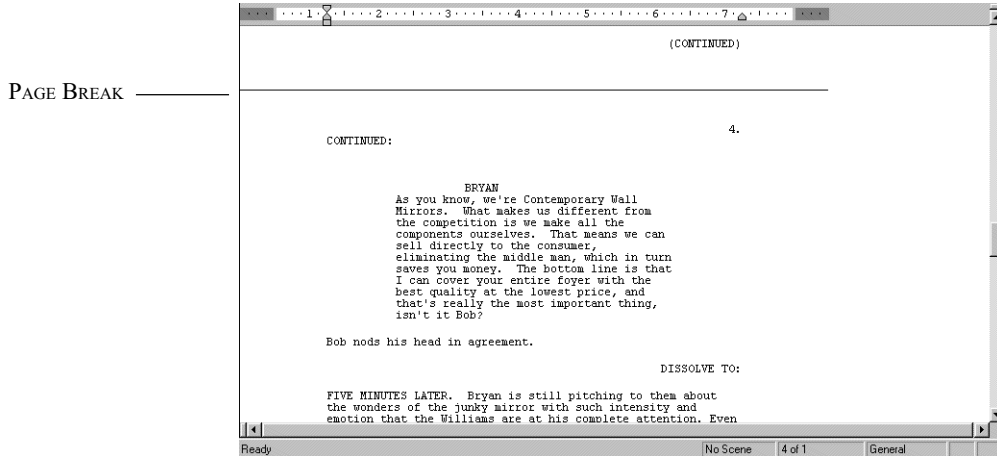 1 2 3 4 5 6 7
(CONTINUED)
PAGE BREAK
4.
CONTINUED:
BRYAN
As you know, we're Contemporary Wall
Mirrors. What makes us different from
the competition is we make all the
components ourselves. That means we can
sell directly to the consumer,
eliminating the middle man, which in turn
saves you money. The bottom line is that
I can cover your entire foyer with the
best quality at the lowest price, and
that's really the most important thing,
isn't it Bob?
Bob nods his head in agreement.
DISSOLVE TO:
FIVE MINUTES LATER. Bryan is still pitching to them about
the wonders of the junky mirror with such intensity and
emotion that the Williams are at his complete attention. Even
Ready No Scene 4 of 1 General